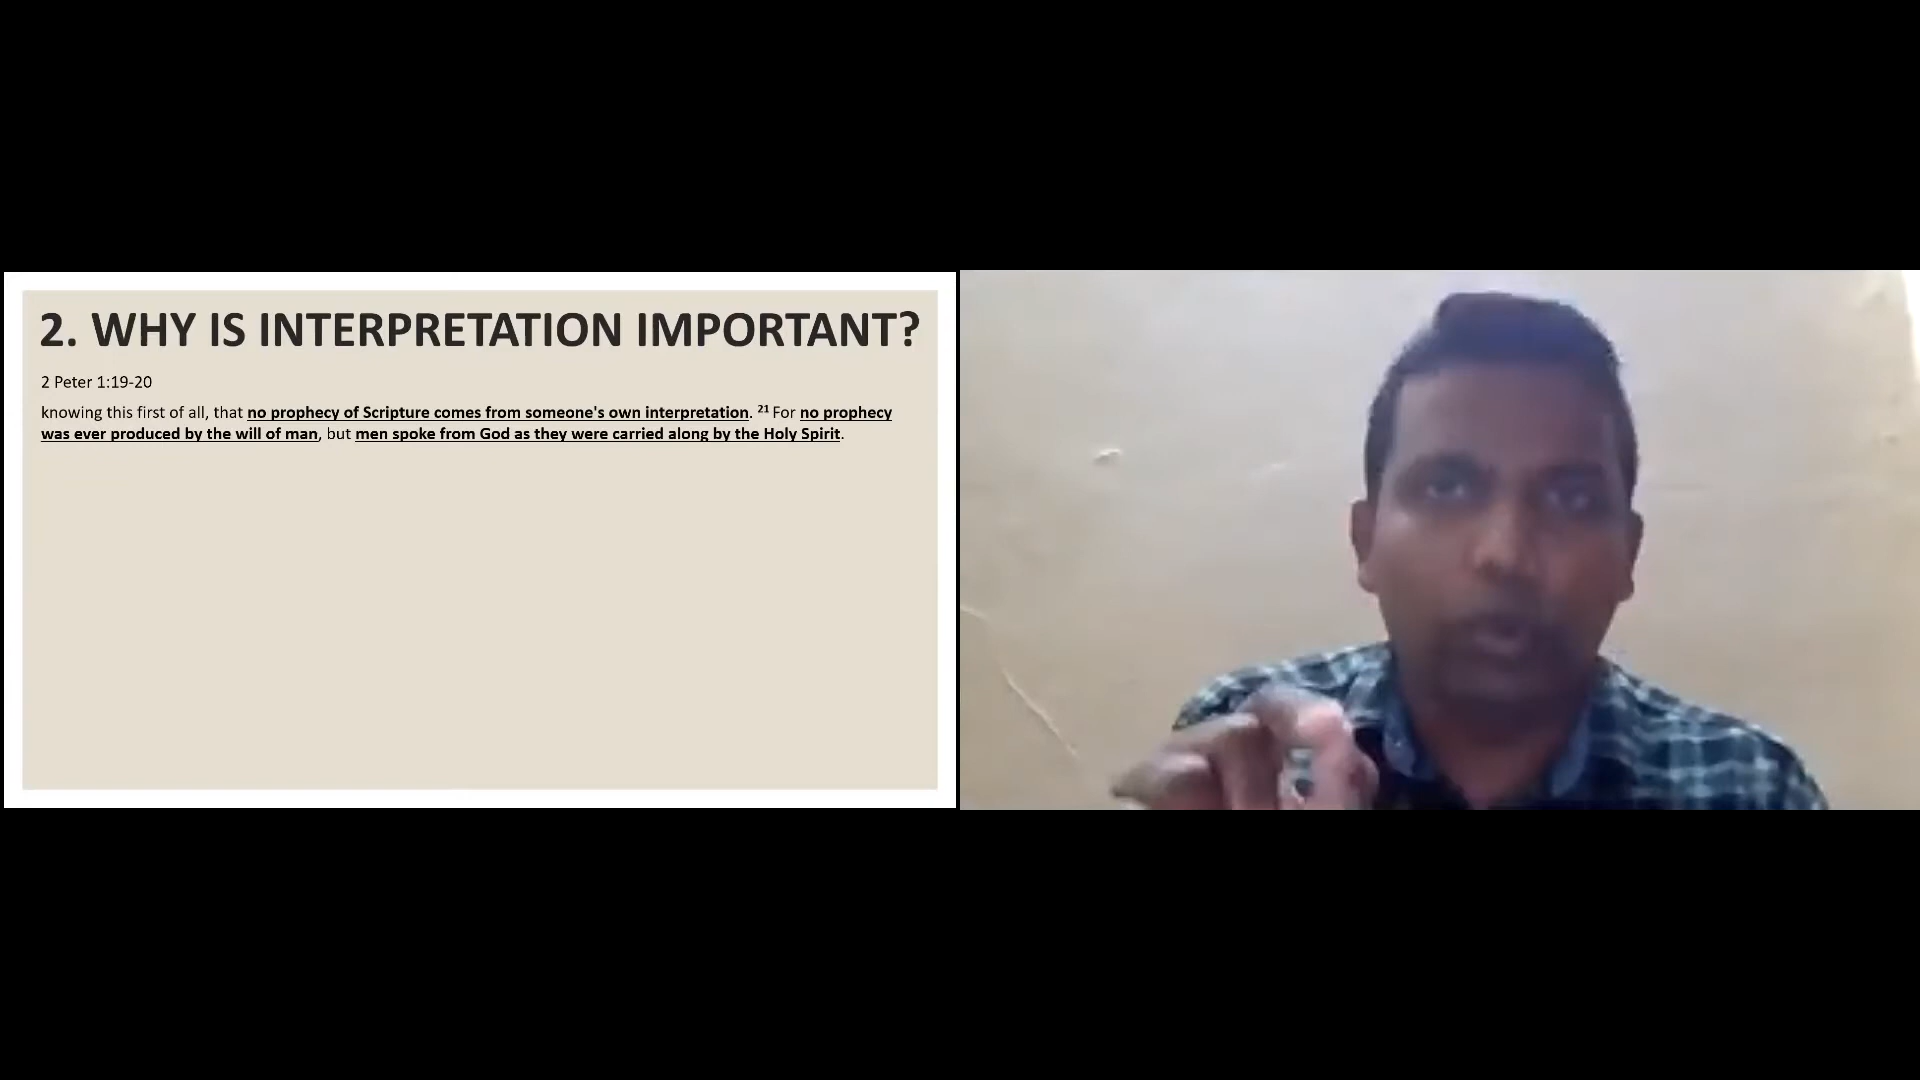 2. WHY IS INTERPRETATION IMPORTANT?
2 Peter 1:19-20
knowing this first of all, that no prophecy of Scripture comes from someone's own interpretation. 21 For no prophecy
was ever produced by the will of man, but men spoke from God as they were carried along by the Holy Spirit.